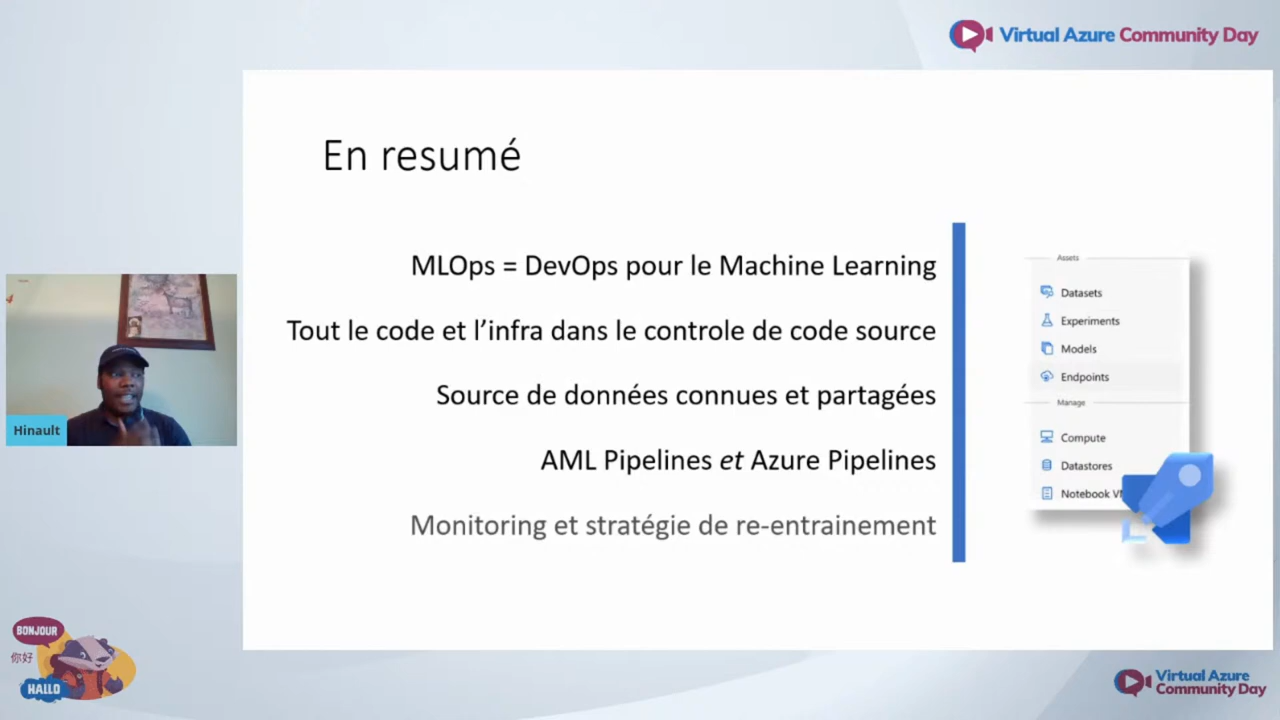 Virtual Azure Community Day
En resumé
MLOps = DevOps pour le Machine Learning
Tout le code et l’infra dans le controle de code source
Source de données connues et partagées
AML Pipelines et Azure Pipelines
Monitoring et stratégie de re-entrainement
Assets
Datasets
Experiments
Models
Endpoints
Manage
Compute
Datastores
Notebook
Hinault
BONJOUR
你好
HALLO
Virtual Azure
Community Day